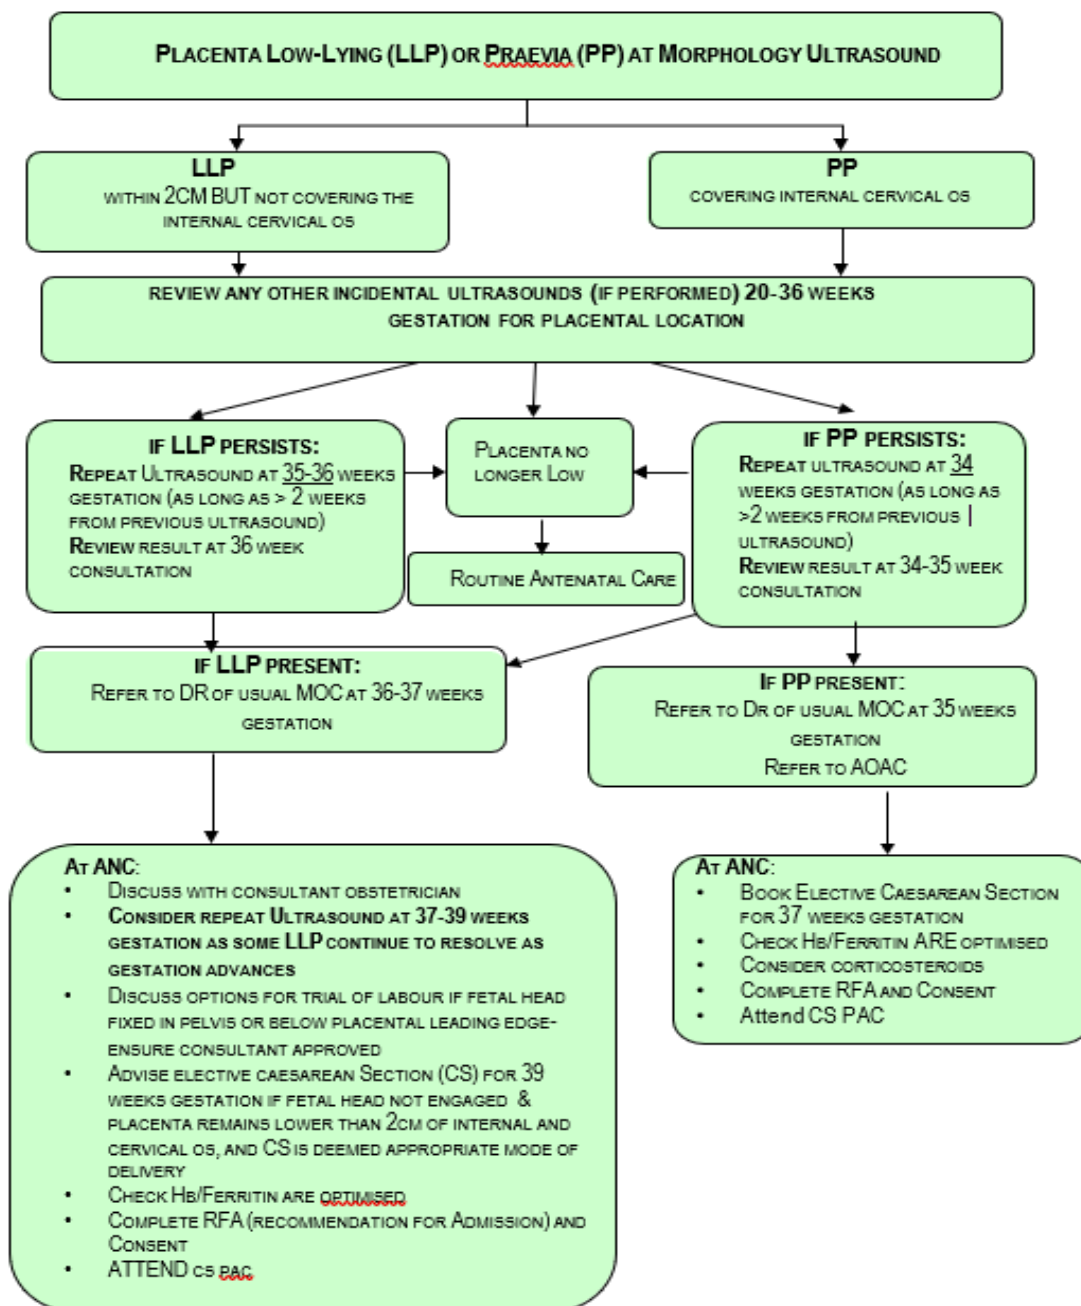 PLACENTA LOW-LYING (LLP) OR PRAEVIA (PP) AT MORPHOLOGY ULTRASOUND
LLP
WITHIN 2CM BUT NOT COVERING THE
INTERNAL CERVICAL OS
PP
COVERING INTERNAL CERVICAL OS
REVIEW ANY OTHER INCIDENTAL ULTRASOUNDS (IF PERFORMED) 20-36 WEEKS
GESTATION FOR PLACENTAL LOCATION
IF LLP PERSISTS:
REPEAT ULTRASOUND AT 35-36 WEEKS
GESTATION (AS LONG AS > 2 WEEKS
FROM PREVIOUS ULTRASOUND)
REVIEW RESULT AT 36 WEEK
CONSULTATION
PLACENTA NO
LONGER LOW
ROUTINE ANTENATAL CARE
IF PP PERSISTS:
REPEAT ULTRASOUND AT 34
WEEKS GESTATION (AS LONG AS
>2 WEEKS FROM PREVIOUS |
ULTRASOUND)
REVIEW RESULT AT 34-35 WEEK
CONSULTATION
IF LLP PRESENT:
REFER TO DR OF USUAL MOC AT 36-37 WEEKS
GESTATION
IF PP PRESENT:
REFER TO DR OF USUAL MOC AT 35 WEEKS
GESTATION
REFER TO AOAC
AT ANC:
• DISCUSS WITH CONSULTANT OBSTETRICIAN
• CONSIDER REPEAT ULTRASOUND AT 37-39 WEEKS
GESTATION AS SOME LLP CONTINUE TO RESOLVE AS
GESTATION ADVANCES
• DISCUSS OPTIONS FOR TRIAL OF LABOUR IF FETAL HEAD
FIXED IN PELVIS OR BELOW PLACENTAL LEADING EDGE-
ENSURE CONSULTANT APPROVED
• ADVISE ELECTIVE CAESAREAN SECTION (CS) FOR 39
WEEKS GESTATION IF FETAL HEAD NOT ENGAGED &
PLACENTA REMAINS LOWER THAN 2CM OF INTERNAL AND
CERVICAL OS, AND CS IS DEEMED APPROPRIATE MODE OF
DELIVERY
• CHECK HB/FERRITIN ARE OPTIMISED
• COMPLETE RFA (RECOMMENDATION FOR ADMISSION) AND
CONSENT
• ATTEND CS PAC
AT ANC:
• BOOK ELECTIVE CAESAREAN SECTION
FOR 37 WEEKS GESTATION
• CHECK HB/FERRITIN ARE OPTIMISED
• CONSIDER CORTICOSTEROIDS
• COMPLETE RFA AND CONSENT
• Attend CS PAC